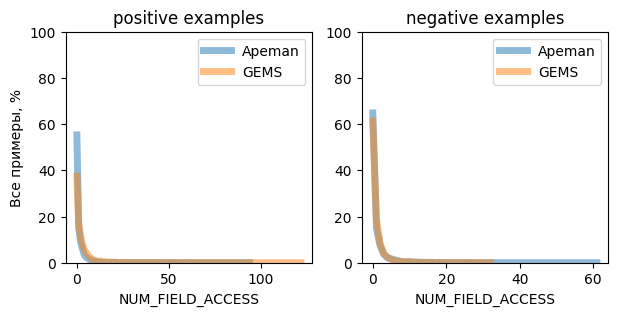 positive examples
negative examples
100
80
60
40
20
0
Все примеры, %
Apeman
GEMS
0
50
100
NUM_FIELD_ACCESS
100
80
60
40
20
0
Apeman
GEMS
0
20
40
60
NUM_FIELD_ACCESS